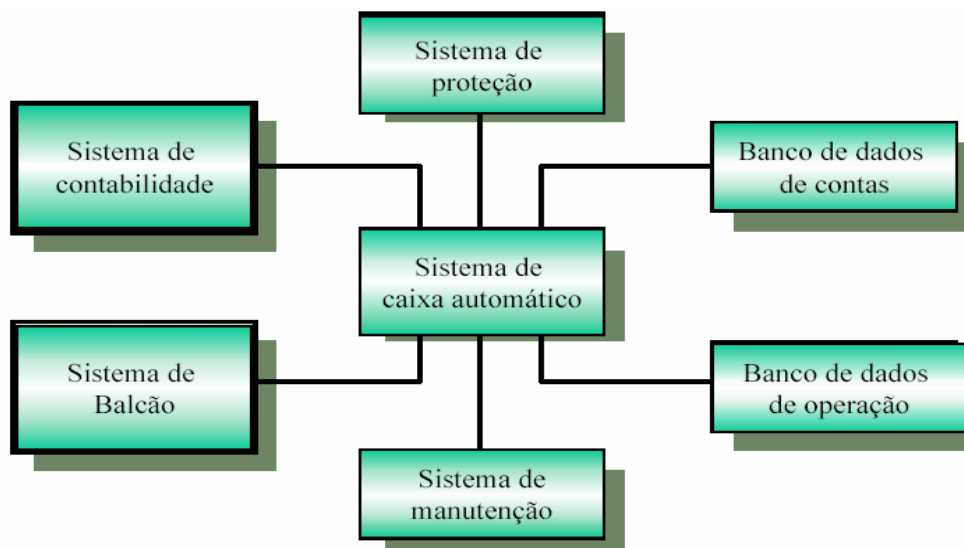 Sistema de
proteção
Sistema de
contabilidade
Banco de dados
de contas
Sistema de
caixa automático
Sistema de
Balcão
Banco de dados
de operação
Sistema de
manutenção